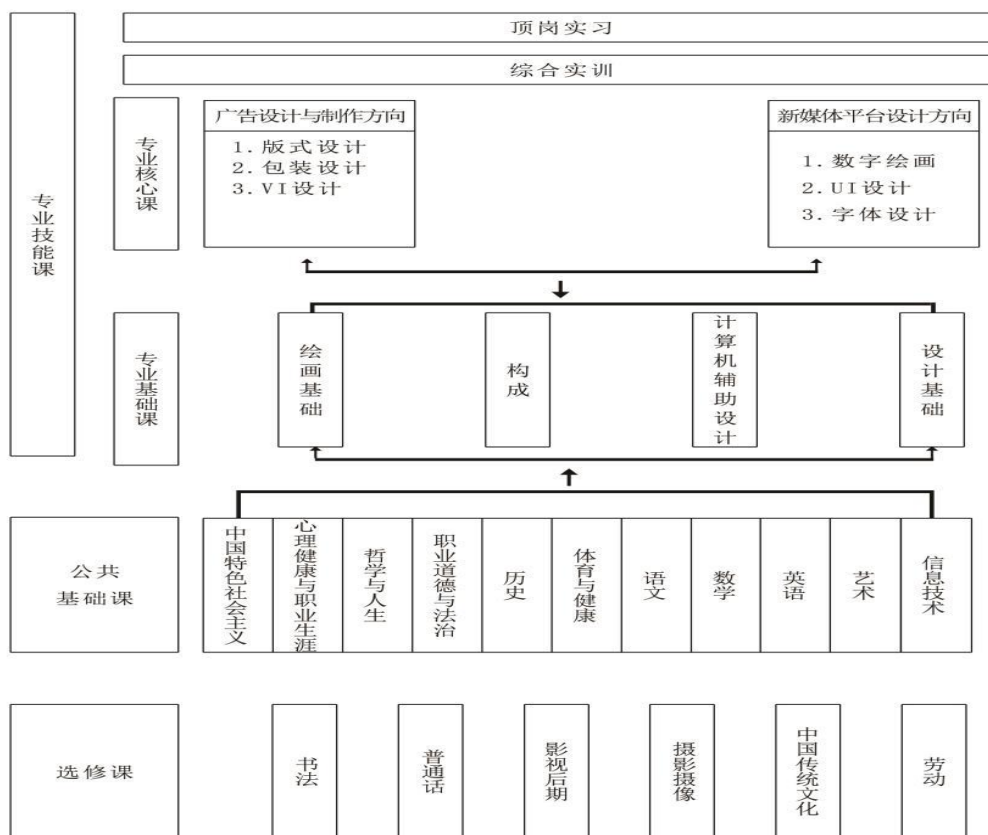 顶岗实习
综合实训
专业技能课
专业核心课
广告设计与制作方向
1.版式设计
2.包装设计
3.VI设计
新媒体平台设计方向
1.数字绘画
2.UI设计
3.字体设计
专业基础课
绘画基础
构成
计算机辅助设计
设计基础
公共
基础课
中国特色社会主义
心理健康与职业生涯
哲学与人生
职业道德与法治
历史
体育与健康
语文
数学
英语
艺术
信息技术
选修课
书法
普通话
影视后期
摄影摄像
中国传统文化
劳动